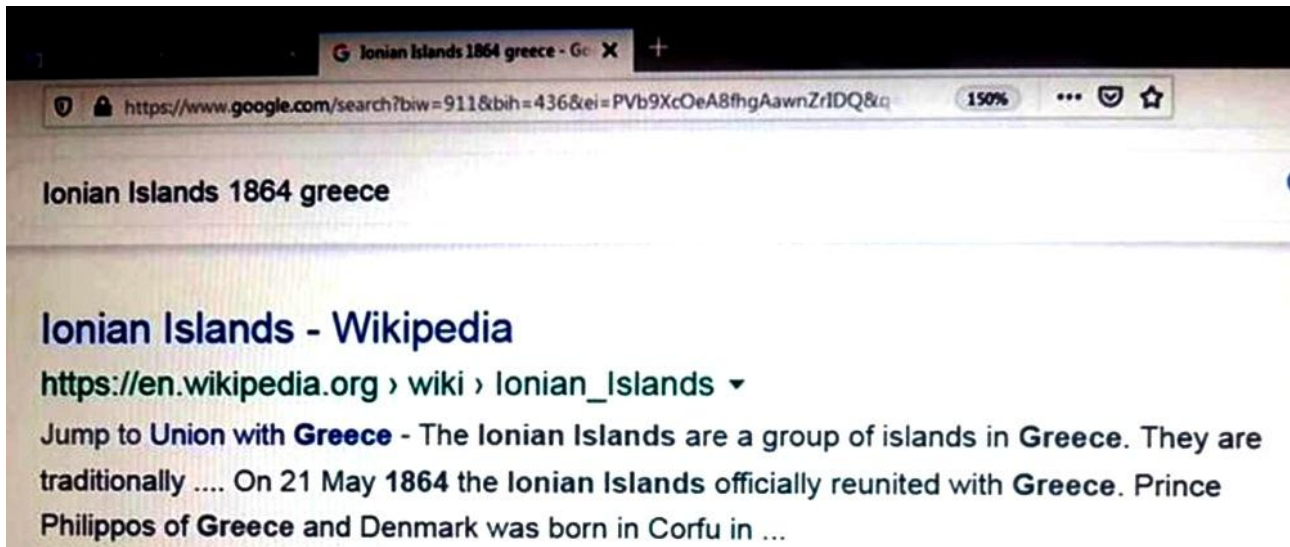 Ionian Islands 1864 greece - Go
https://www.google.com/search?biw=911&bih=436&ei=PVb9XcOeA8fhgAawnZrIDQ&q
150%
Ionian Islands 1864 greece
Ionian Islands - Wikipedia
https://en.wikipedia.org › wiki › Ionian_Islands
Jump to Union with Greece - The Ionian Islands are a group of islands in Greece. They are
traditionally .... On 21 May 1864 the Ionian Islands officially reunited with Greece. Prince
Philippos of Greece and Denmark was born in Corfu in ...